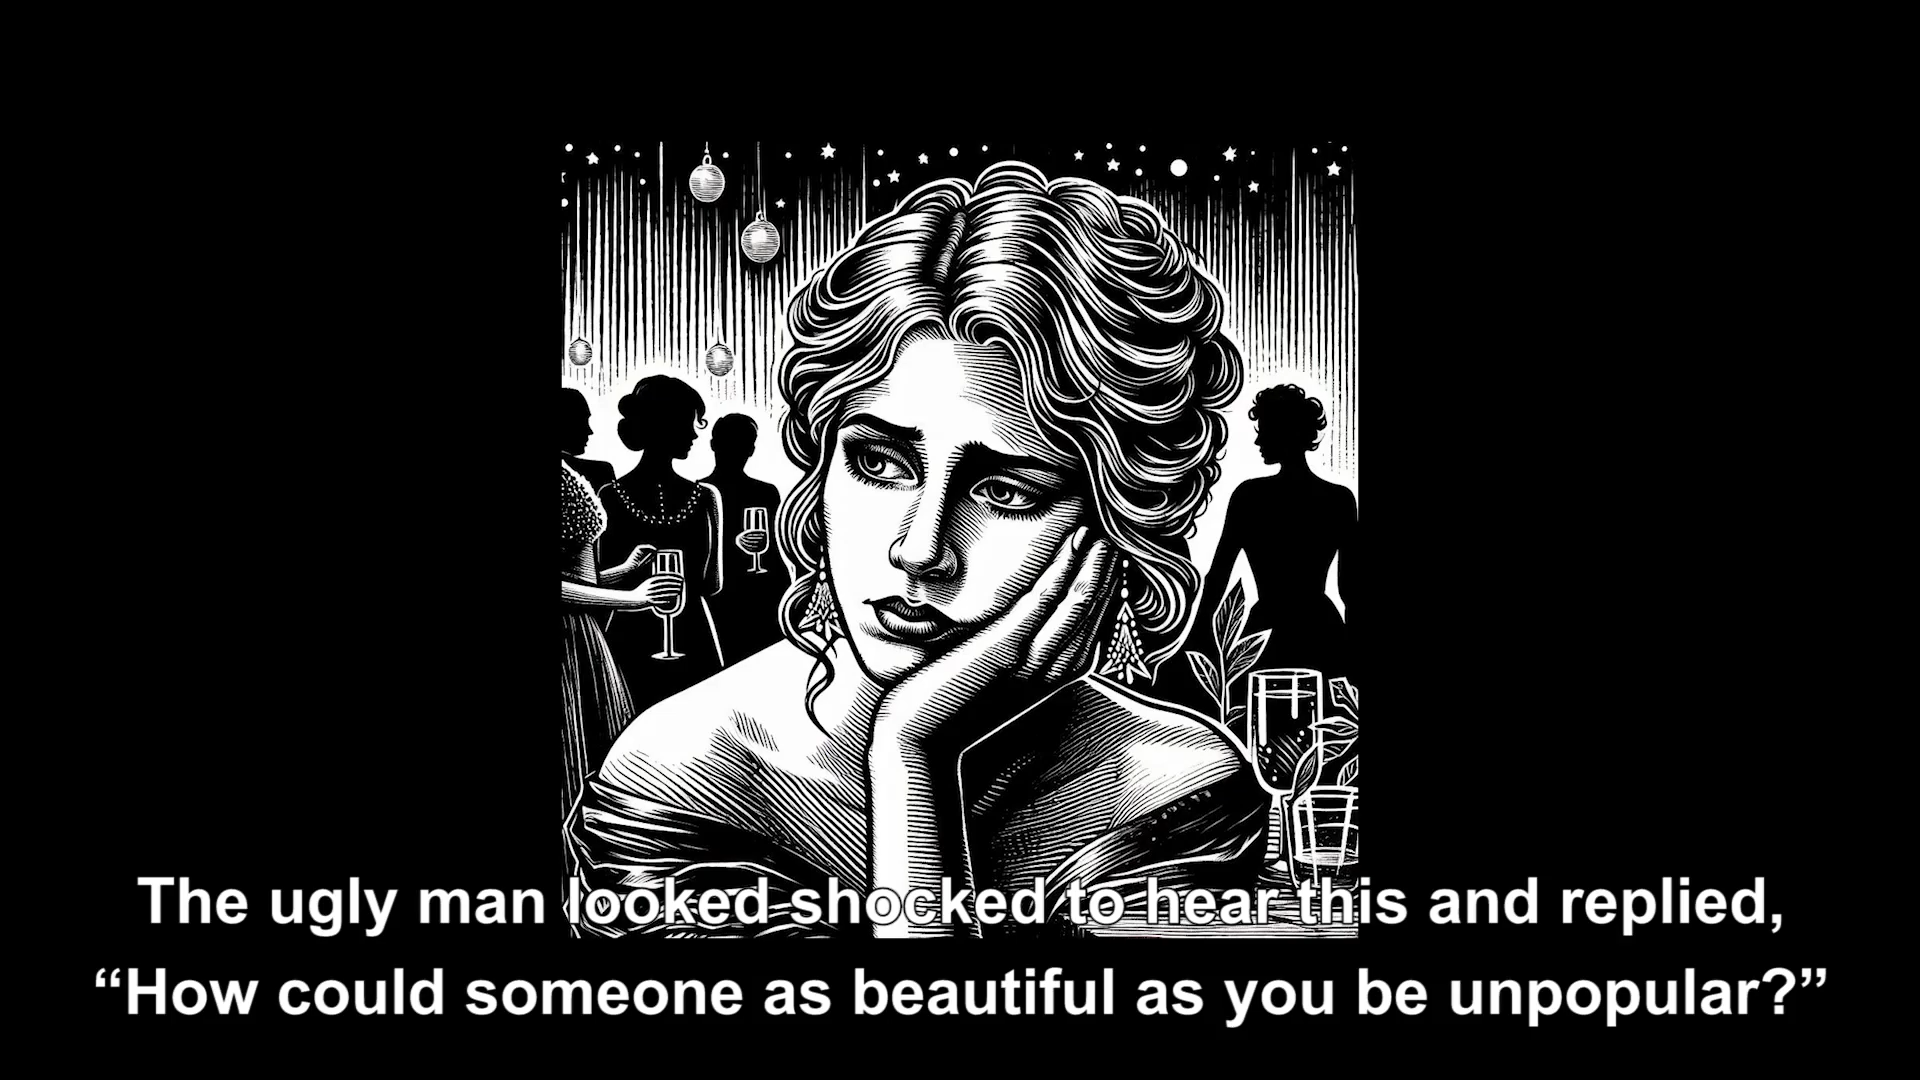 The ugly man looked shocked to hear this and replied,
“How could someone as beautiful as you be unpopular?”